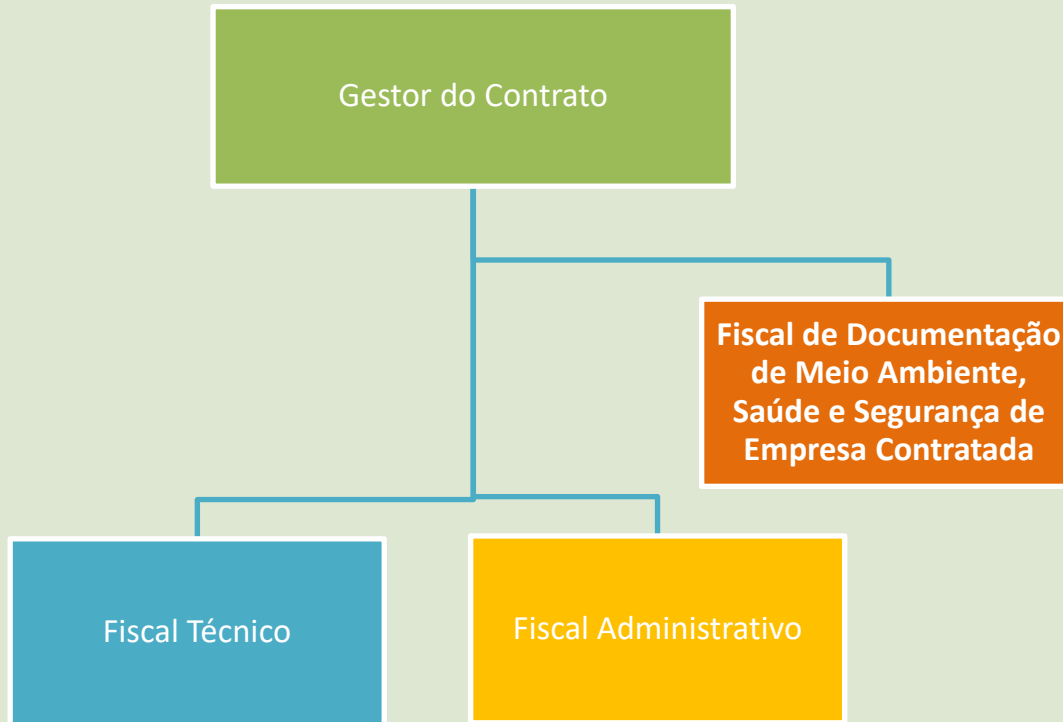 Gestor do Contrato
Fiscal de Documentação
de Meio Ambiente,
Saúde e Segurança de
Empresa Contratada
Fiscal Técnico
Fiscal Administrativo